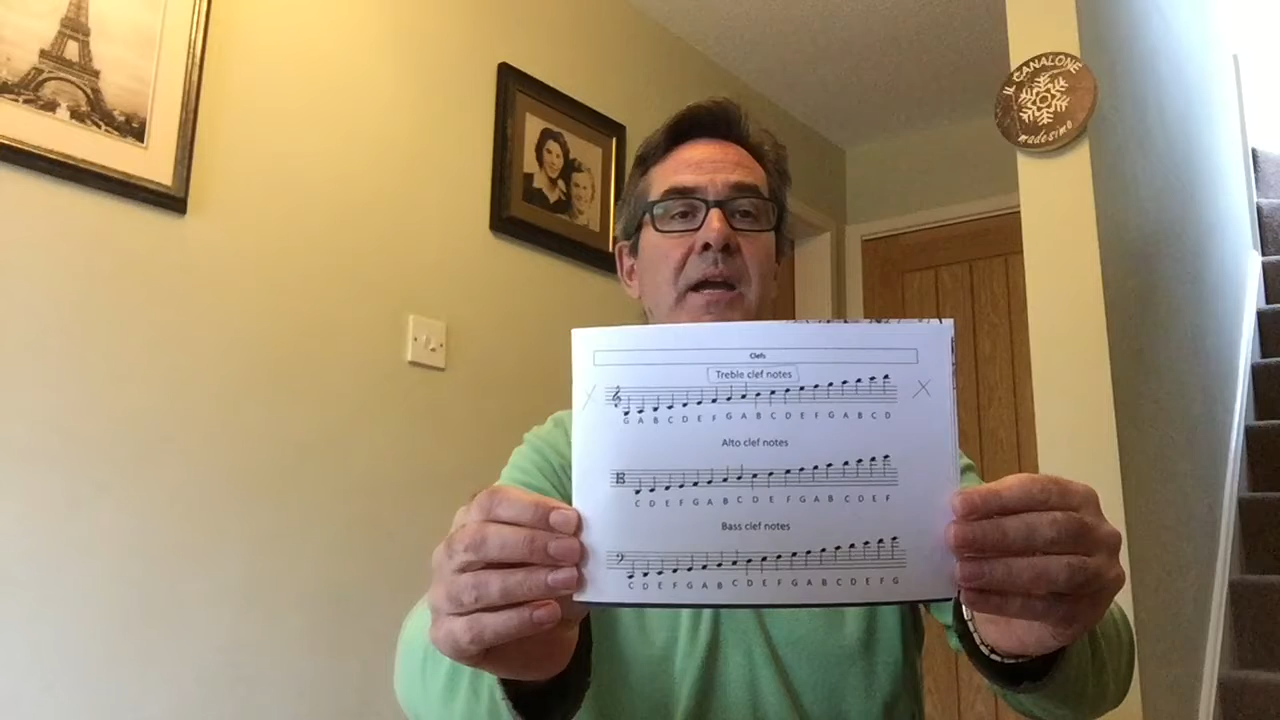 IL CANALONE
madesimo
Clefs
Treble clef notes
G A B C D E F G A B C D E F G A B C D
Alto clef notes
C D E F G A B C D E F G A B C D E F
Bass clef notes
C D E F G A B C D E F G A B C D E F G